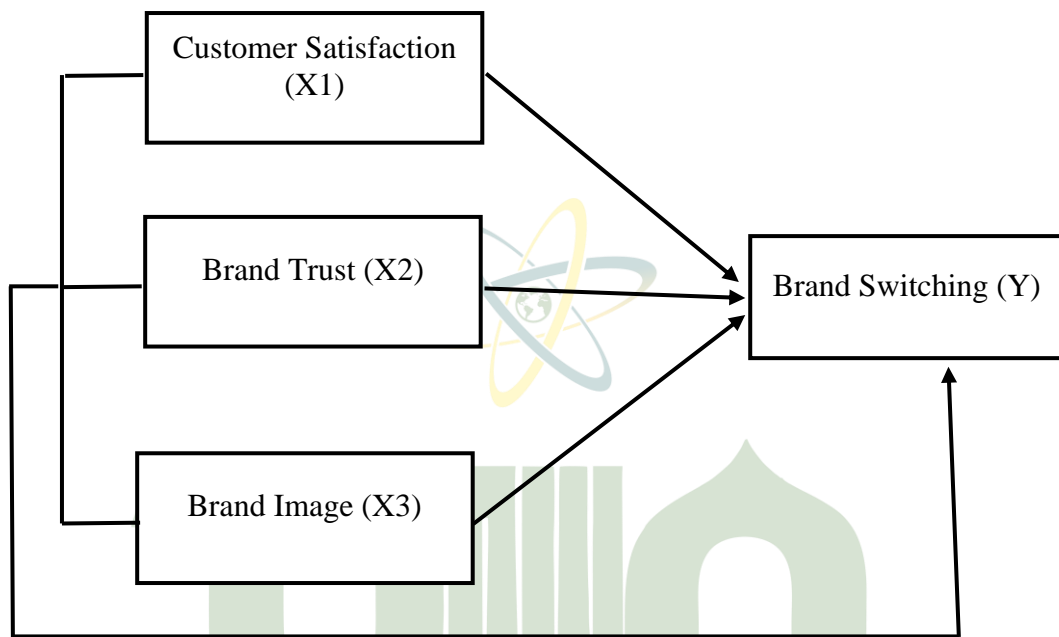 Customer Satisfaction
(X1)
Brand Trust (X2)
Brand Switching (Y)
Brand Image (X3)